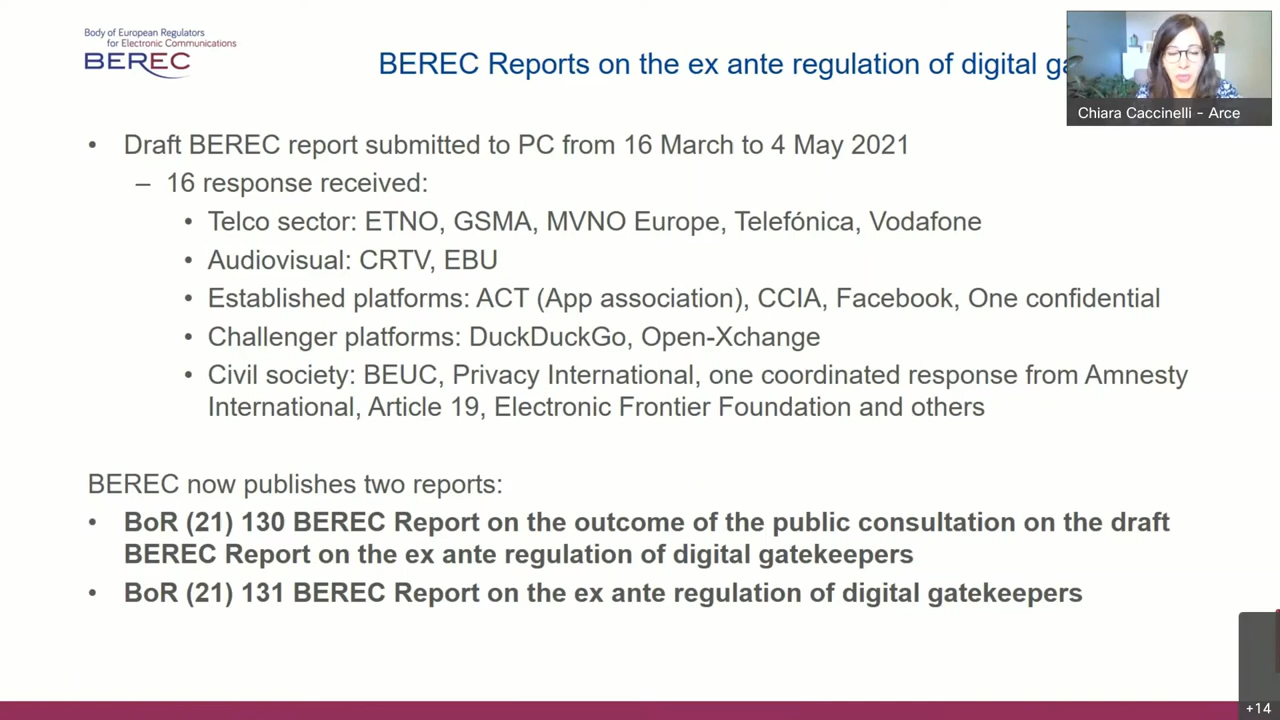 Body of European Regulators
for Electronic Communications
BEREC
BEREC Reports on the ex ante regulation of digital
Chiara Caccinelli - Arce
• Draft BEREC report submitted to PC from 16 March to 4 May 2021
– 16 response received:
• Telco sector: ETNO, GSMA, MVNO Europe, Telefónica, Vodafone
• Audiovisual: CRTV, EBU
• Established platforms: ACT (App association), CCIA, Facebook, One confidential
• Challenger platforms: DuckDuckGo, Open-Xchange
• Civil society: BEUC, Privacy International, one coordinated response from Amnesty
International, Article 19, Electronic Frontier Foundation and others
BEREC now publishes two reports:
• BoR (21) 130 BEREC Report on the outcome of the public consultation on the draft
BEREC Report on the ex ante regulation of digital gatekeepers
• BoR (21) 131 BEREC Report on the ex ante regulation of digital gatekeepers
+14